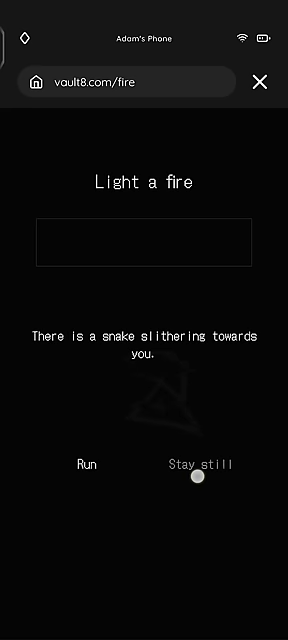 Adam's Phone
vault8.com/fire
Light a fire
There is a snake slithering towards
you.
Run
Stay still